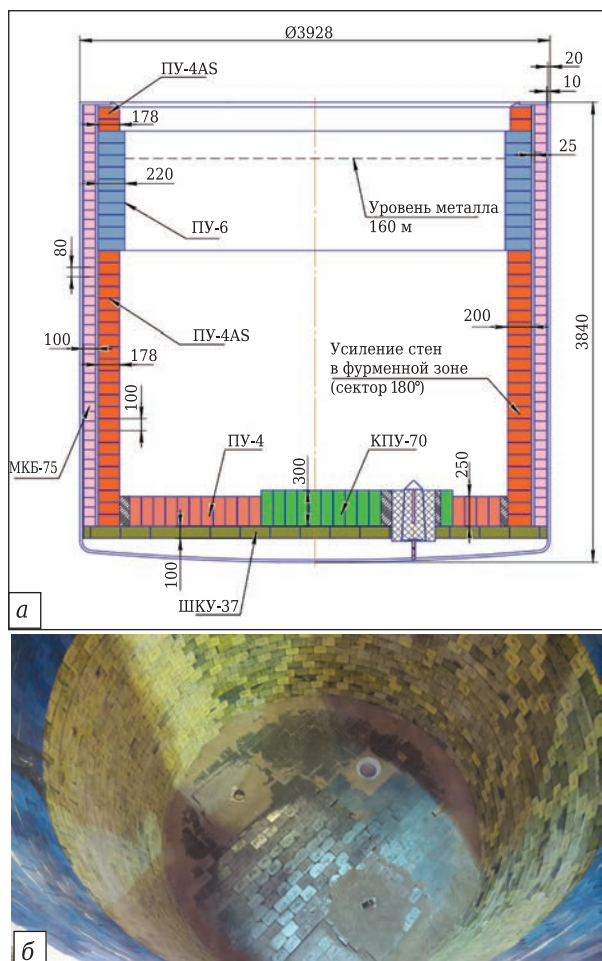 Ø3928
20
ПУ-4AS
10
178
25
220
Уровень металла
160 м
ПУ-6
80
200
3840
ПУ-4AS
100
Усиление стен
в фурменной зоне
(сектор 180°)
178
100
МКБ-75
ПУ-4
КПУ-70
300
250
100
ШКУ-37
а
б